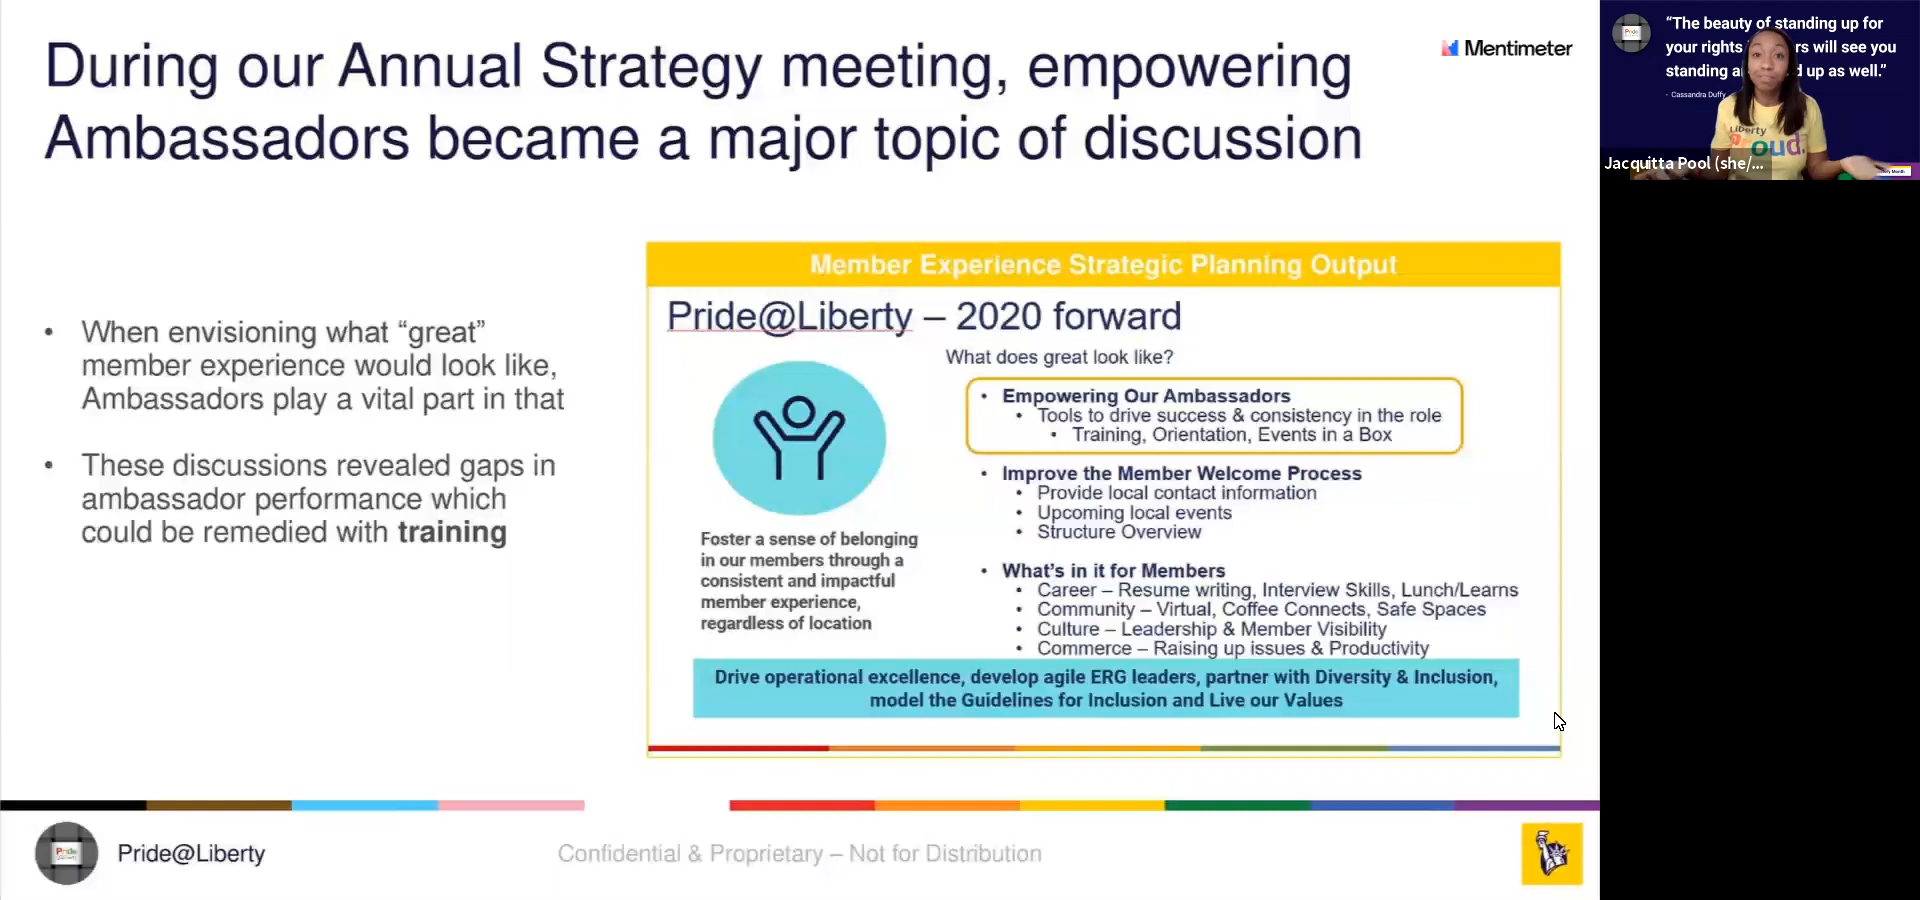 During our Annual Strategy meeting, empowering
Ambassadors became a major topic of discussion
Mentimeter
• When envisioning what “great”
member experience would look like,
Ambassadors play a vital part in that
• These discussions revealed gaps in
ambassador performance which
could be remedied with training
Member Experience Strategic Planning Output
Pride@Liberty – 2020 forward
What does great look like?
• Empowering Our Ambassadors
• Tools to drive success & consistency in the role
• Training, Orientation, Events in a Box
• Improve the Member Welcome Process
• Provide local contact information
• Upcoming local events
• Structure Overview
• What’s in it for Members
• Career – Resume writing, Interview Skills, Lunch/Learns
• Community – Virtual, Coffee Connects, Safe Spaces
• Culture – Leadership & Member Visibility
• Commerce – Raising up issues & Productivity
Foster a sense of belonging
in our members through a
consistent and impactful
member experience,
regardless of location
Drive operational excellence, develop agile ERG leaders, partner with Diversity & Inclusion,
model the Guidelines for Inclusion and Live our Values
Pride
Pride@Liberty
Confidential & Proprietary – Not for Distribution
Pride
“The beauty of standing up for
your rights will see you
standing up as well.”
- Cassandra Duffy
Liberty
Jacquitta Pool (she/...